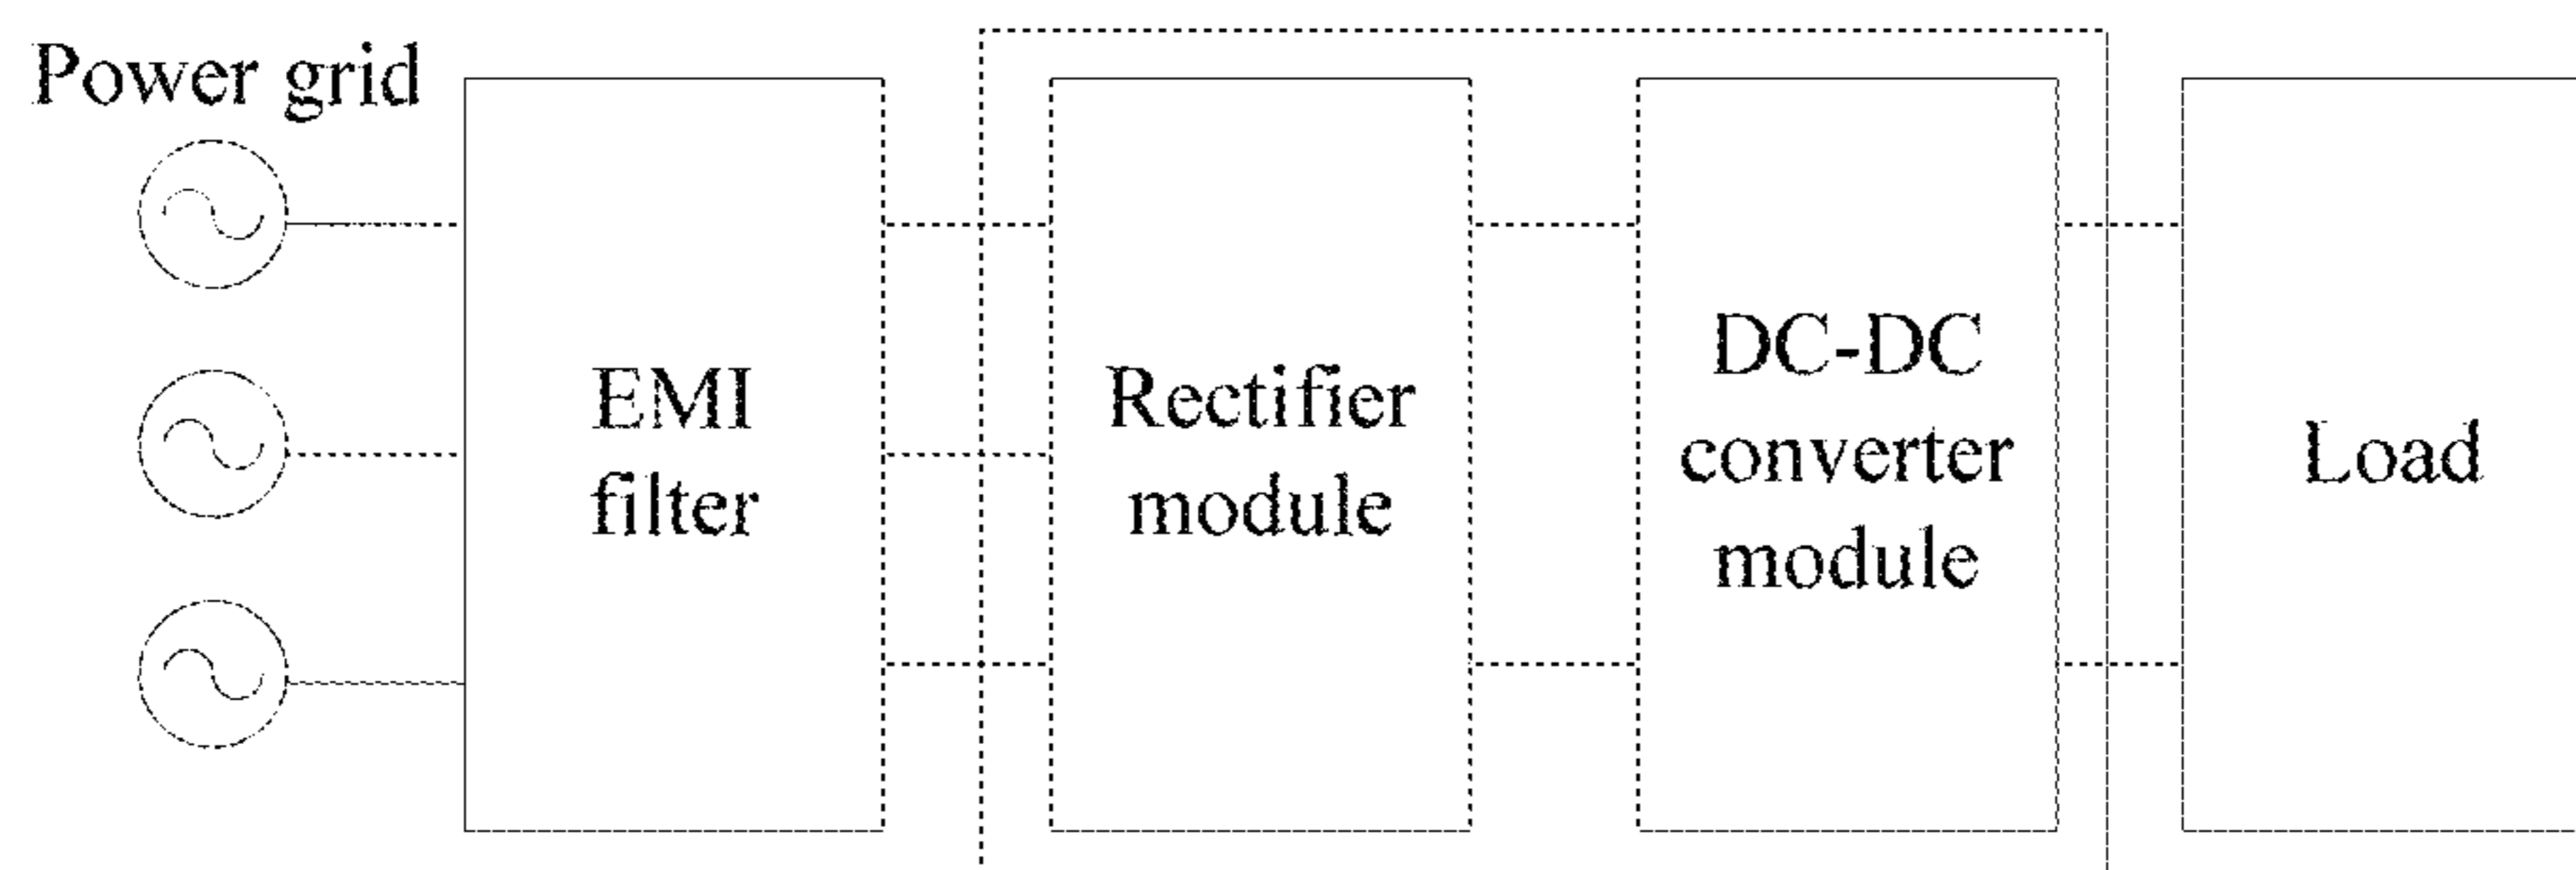 Power grid
EMI
filter
Rectifier
module
DC-DC
converter
module
Load